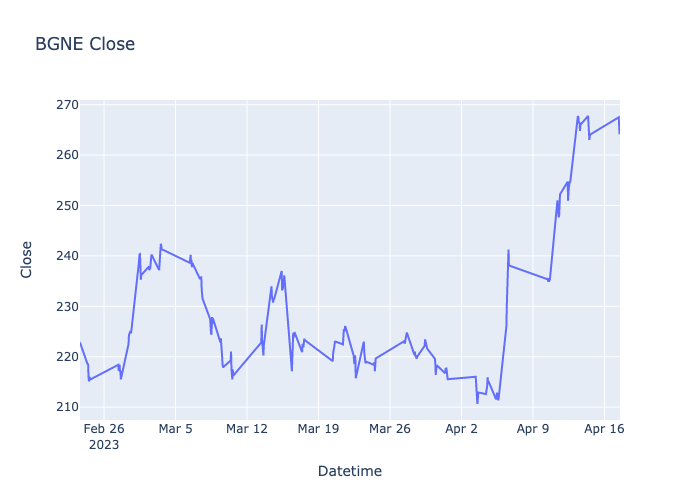 BGNE Close
270
260
250
240
230
220
210
Close
Feb 26
2023
Mar 5
Mar 12
Mar 19
Mar 26
Apr 2
Apr 9
Apr 16
Datetime